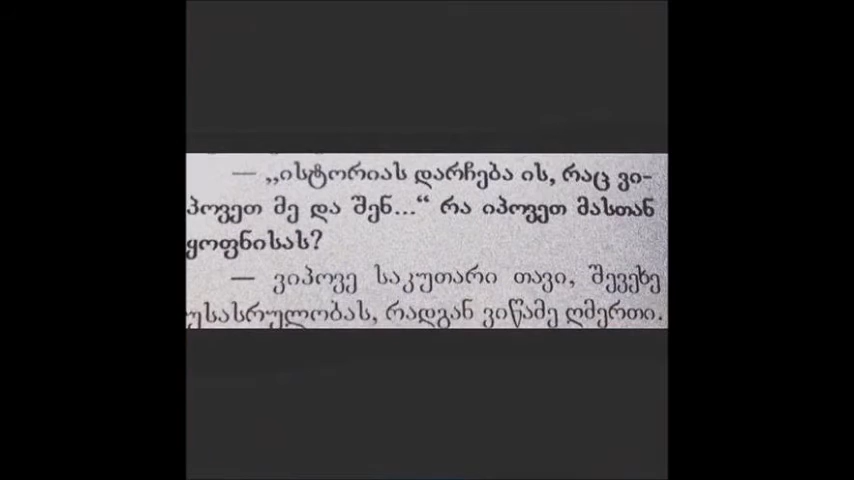 — „ისტორიას დარჩება ის, რაც ვი-
პოვეთ მე და შენ...“ რა იპოვეთ მასთან
ყოფნისას?
— ვიპოვე საკუთარი თავი, შევეხე
უსასრულობას, რადგან ვიწამე ღმერთი.